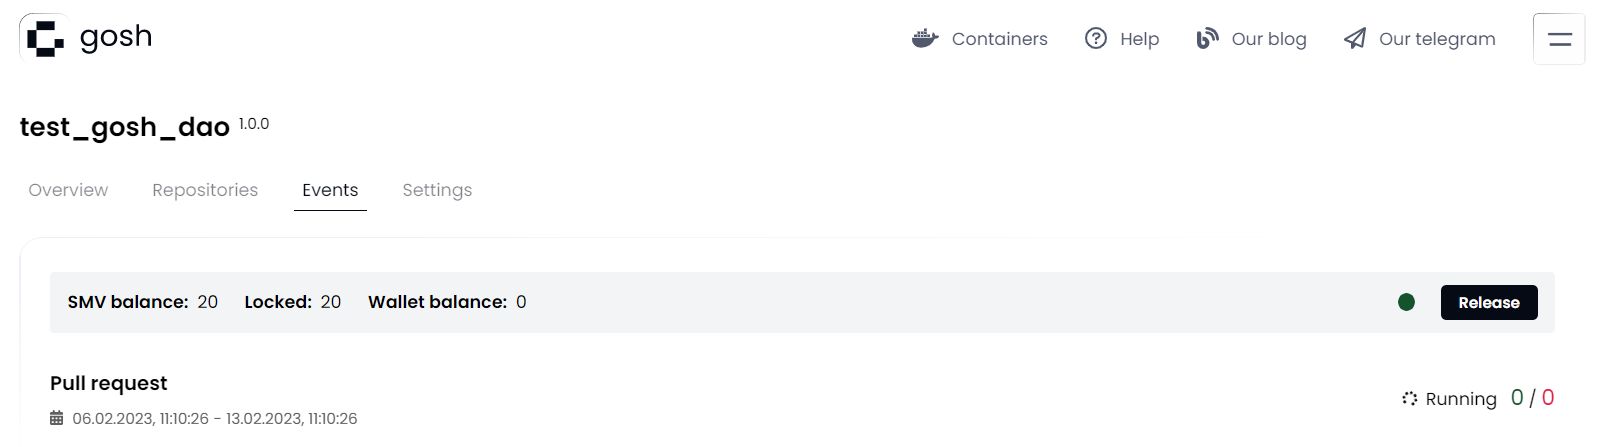 gosh
Containers Help Our blog Our telegram
test_gosh_dao 1.0.0
Overview Repositories Events Settings
SMV balance: 20 Locked: 20 Wallet balance: 0 Release
Pull request
Running 0 / 0
06.02.2023, 11:10:26 - 13.02.2023, 11:10:26